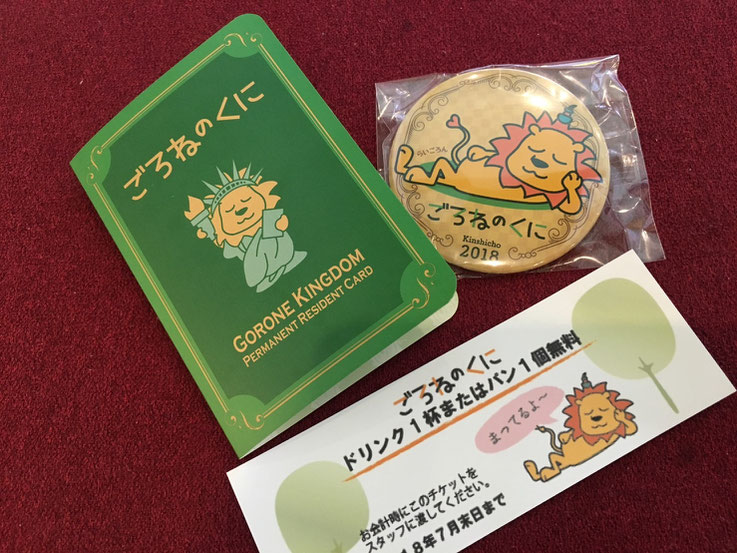 ごろねのくに
GORONE KINGDOM
PERMANENT RESIDENT CARD
らいごろん
ごろねのくに
Kinshicho
2018
ごろねのくに
ドリンク1杯またはパン1個無料
まってるよ〜
お会計時にこのチケットを
スタッフに渡してください。
18年7月末日まで